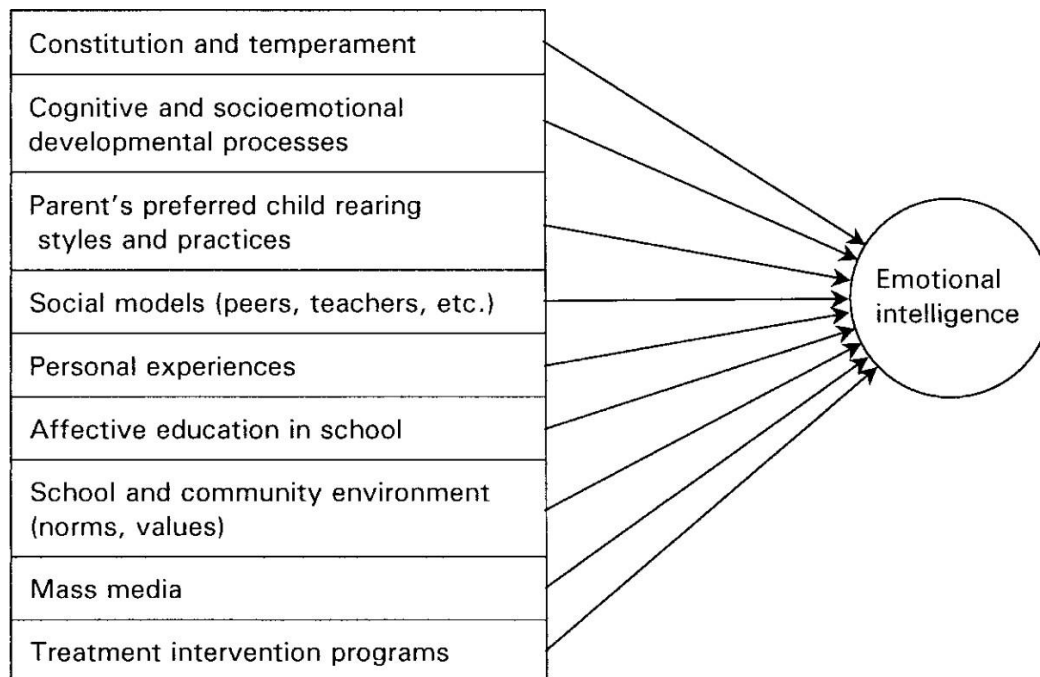 Constitution and temperament
Cognitive and socioemotional
developmental processes
Parent's preferred child rearing
styles and practices
Social models (peers, teachers, etc.)
Personal experiences
Affective education in school
School and community environment
(norms, values)
Mass media
Treatment intervention programs
Emotional
intelligence